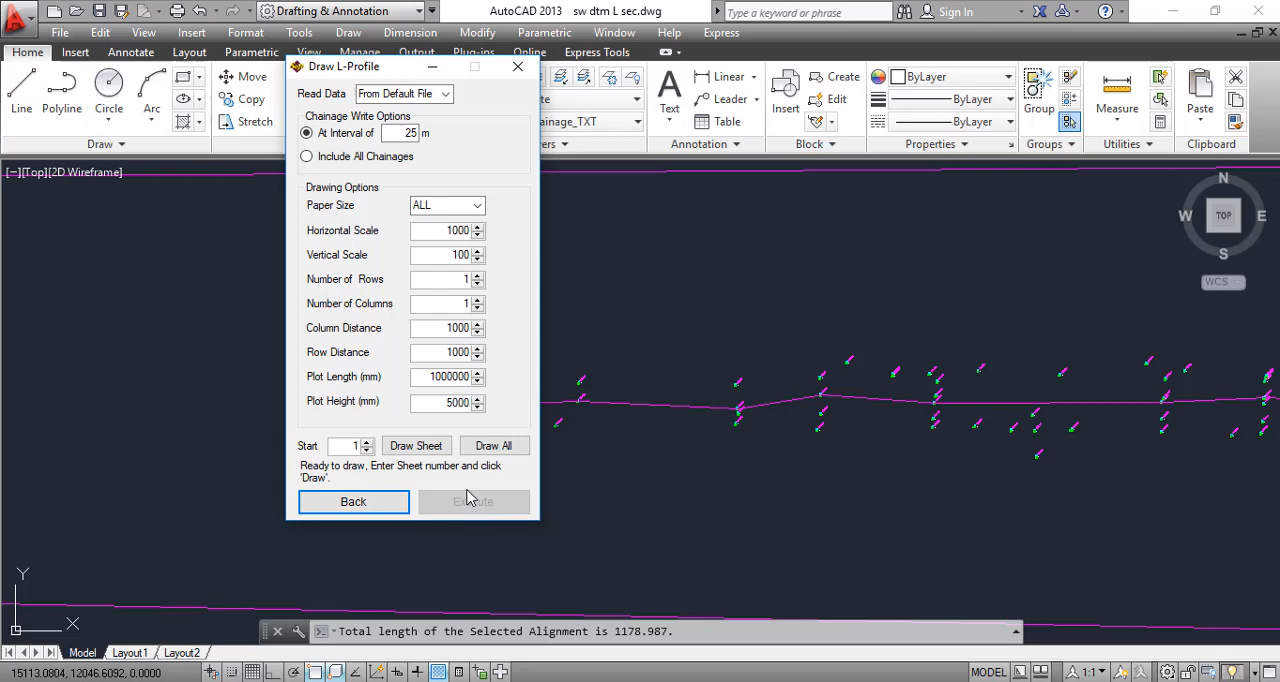 Drafting & Annotation
AutoCAD 2013 sw dtm L sec.dwg
Type a keyword or phrase
Sign In
File Edit View Insert Format Tools Draw Dimension Modify Parametric Window Help Express
Home Insert Annotate Layout Parametric View Manage Output Plug-ins Online Express Tools
Line
Polyline
Circle
Arc
Move
Copy
Stretch
Draw
Text
Linear
Leader
Table
Annotation
Insert
Create
Edit
Block
ByLayer
ByLayer
ByLayer
Properties
Group
Groups
Measure
Utilities
Paste
Clipboard
[−][Top][2D Wireframe]
Draw L-Profile
Read Data From Default File
Chainage Write Options
At Interval of 25 m
Include All Chainages
Drawing Options
Paper Size ALL
Horizontal Scale 1000
Vertical Scale 100
Number of Rows 1
Number of Columns 1
Column Distance 1000
Row Distance 1000
Plot Length (mm) 1000000
Plot Height (mm) 5000
Start 1 Draw Sheet Draw All
Ready to draw, Enter Sheet number and click
'Draw'.
Back
N
W TOP E
S
WCS
Y
X
Total length of the Selected Alignment is 1178.987.
Model Layout1 Layout2
15113.0804, 12046.6092, 0.0000
MODEL
1:1